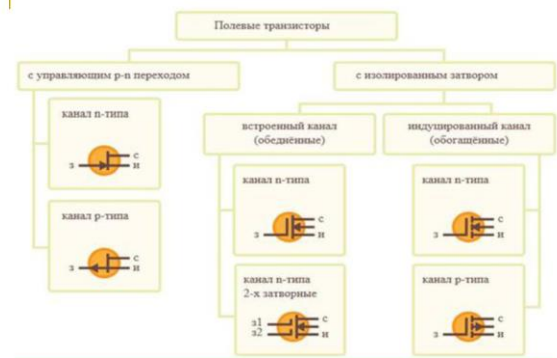 Полевые транзисторы
с управляющим p-n переходом
с изолированным затвором
канал n-типа
з
с
и
канал p-типа
з
с
и
встроенный канал
(обеднённые)
канал n-типа
з
с
и
канал n-типа
2-х затворные
з1
з2
с
и
индуцированный канал
(обогащённые)
канал n-типа
з
с
и
канал p-типа
з
с
и